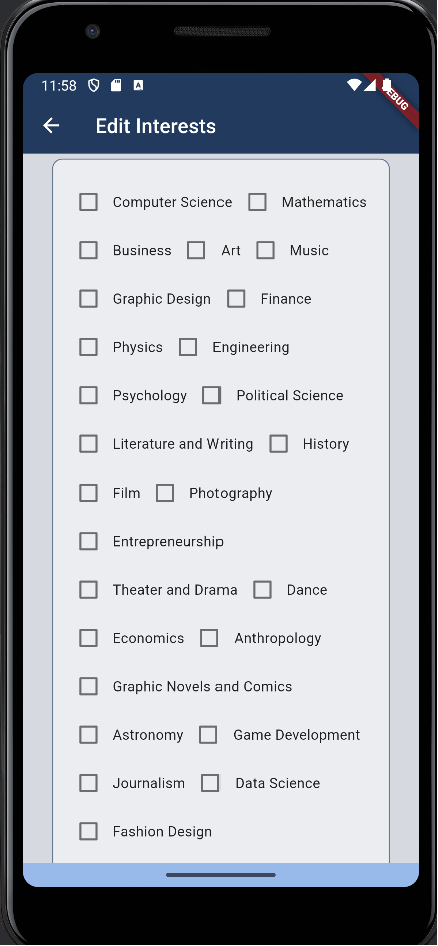 11:58 A
DEBUG
Edit Interests
Computer Science Mathematics
Business Art Music
Graphic Design Finance
Physics Engineering
Psychology Political Science
Literature and Writing History
Film Photography
Entrepreneurship
Theater and Drama Dance
Economics Anthropology
Graphic Novels and Comics
Astronomy Game Development
Journalism Data Science
Fashion Design